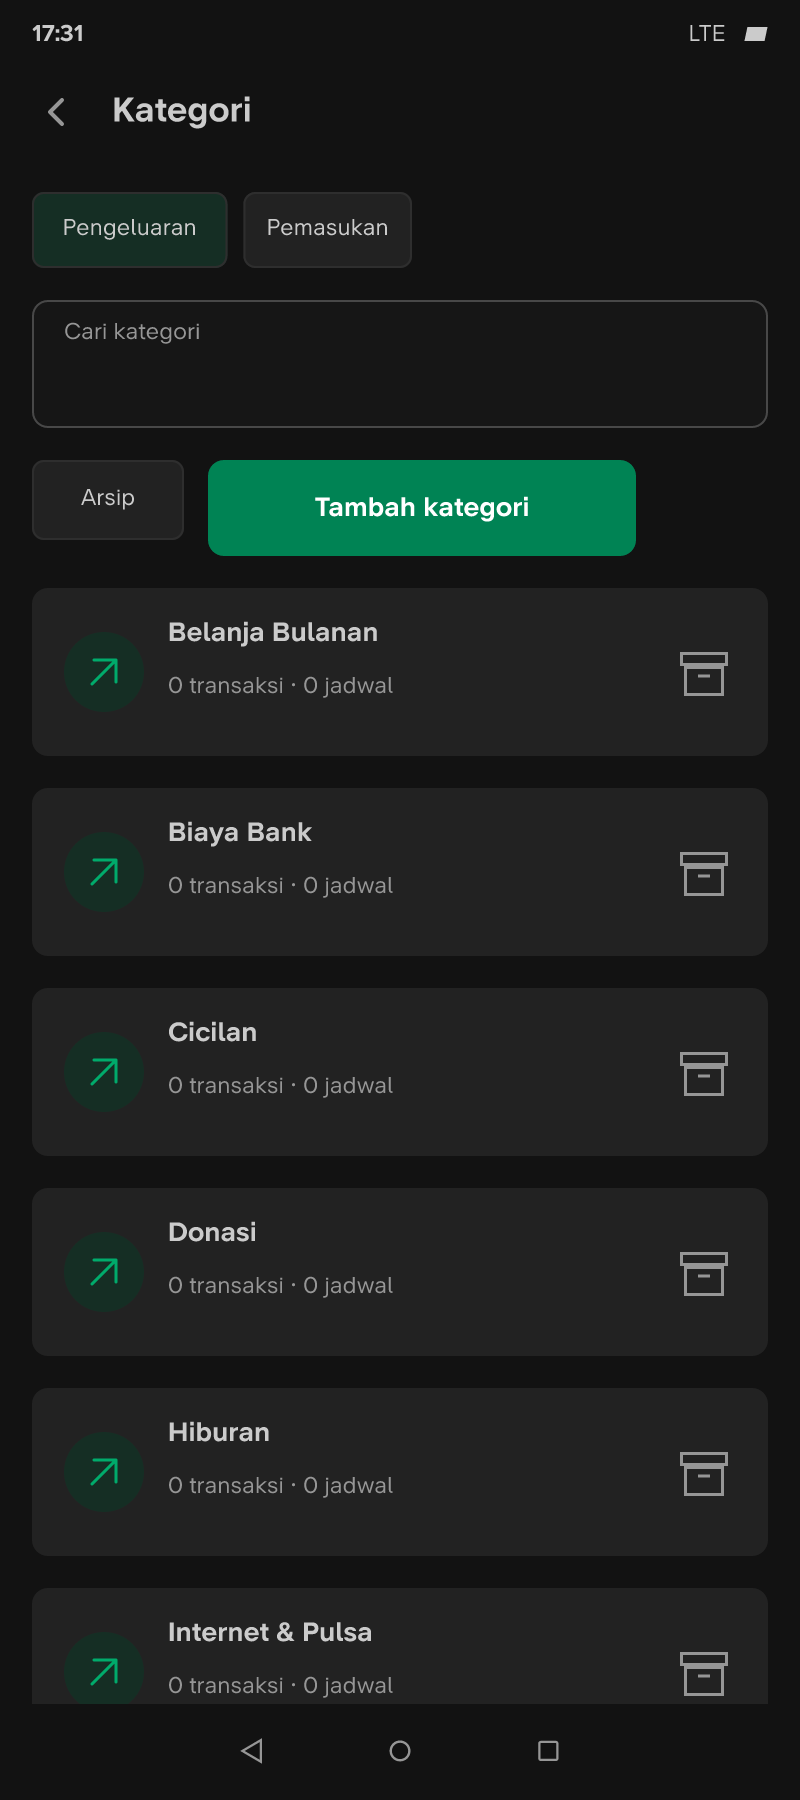 17:31
LTE
Kategori
Pengeluaran
Pemasukan
Cari kategori
Arsip
Tambah kategori
Belanja Bulanan
0 transaksi · 0 jadwal
Biaya Bank
0 transaksi · 0 jadwal
Cicilan
0 transaksi · 0 jadwal
Donasi
0 transaksi · 0 jadwal
Hiburan
0 transaksi · 0 jadwal
Internet & Pulsa
0 transaksi · 0 jadwal